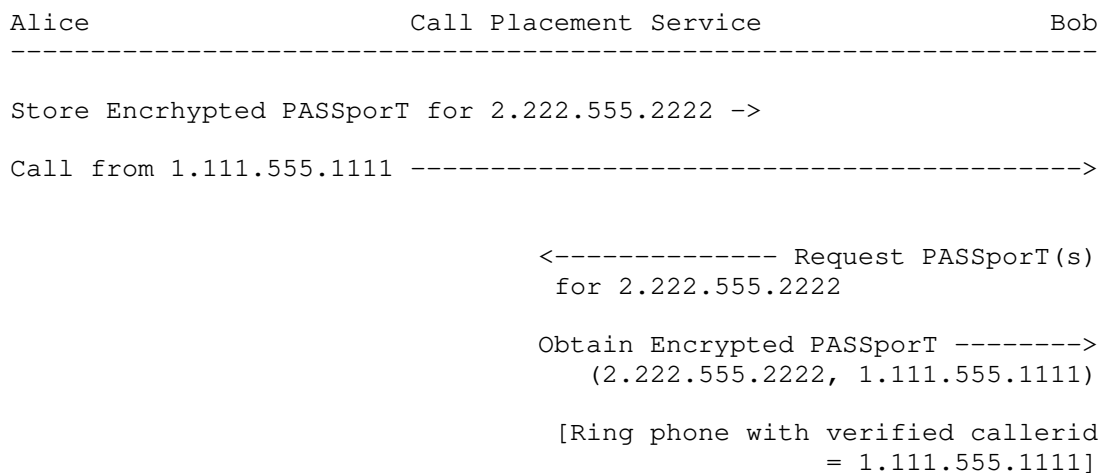 Alice Call Placement Service Bob
-----------------------------------------------------------------------
Store Encrhypted PASSporT for 2.222.555.2222 ->
Call from 1.111.555.1111 ------------------------------------------>
<-------------- Request PASSporT(s)
for 2.222.555.2222
Obtain Encrypted PASSporT -------->
(2.222.555.2222, 1.111.555.1111)
[Ring phone with verified callerid
= 1.111.555.1111]